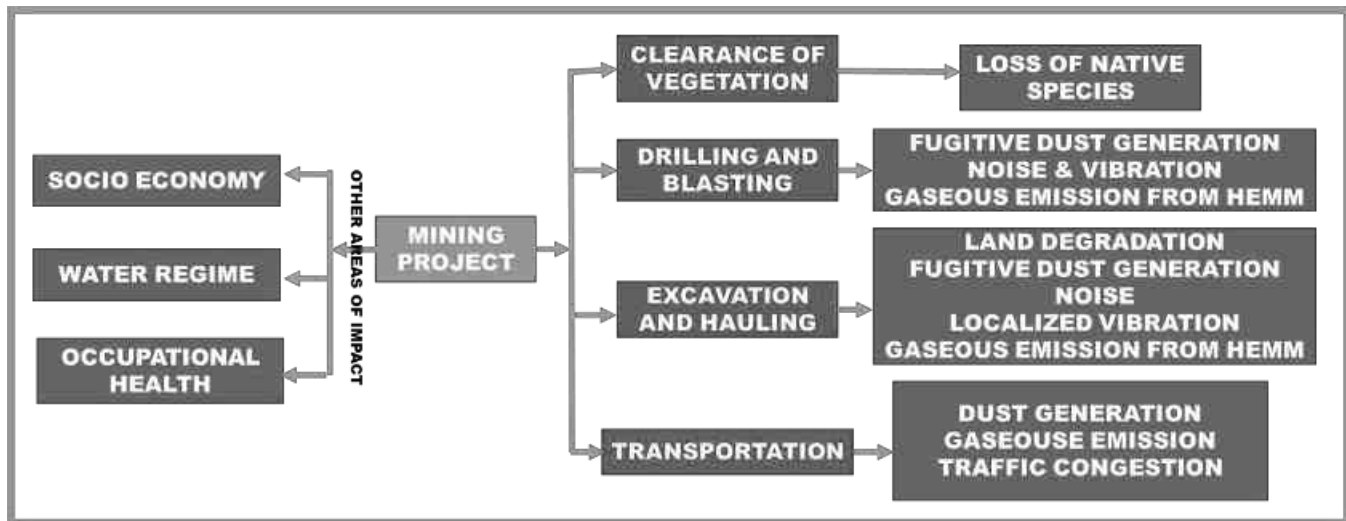 CLEARANCE OF
VEGETATION
LOSS OF NATIVE
SPECIES
DRILLING AND
BLASTING
FUGITIVE DUST GENERATION
NOISE & VIBRATION
GASEOUS EMISSION FROM HEMM
SOCIO ECONOMY
WATER REGIME
OCCUPATIONAL
HEALTH
OTHER AREAS OF IMPACT
MINING
PROJECT
EXCAVATION
AND HAULING
LAND DEGRADATION
FUGITIVE DUST GENERATION
NOISE
LOCALIZED VIBRATION
GASEOUS EMISSION FROM HEMM
TRANSPORTATION
DUST GENERATION
GASEOUSE EMISSION
TRAFFIC CONGESTION